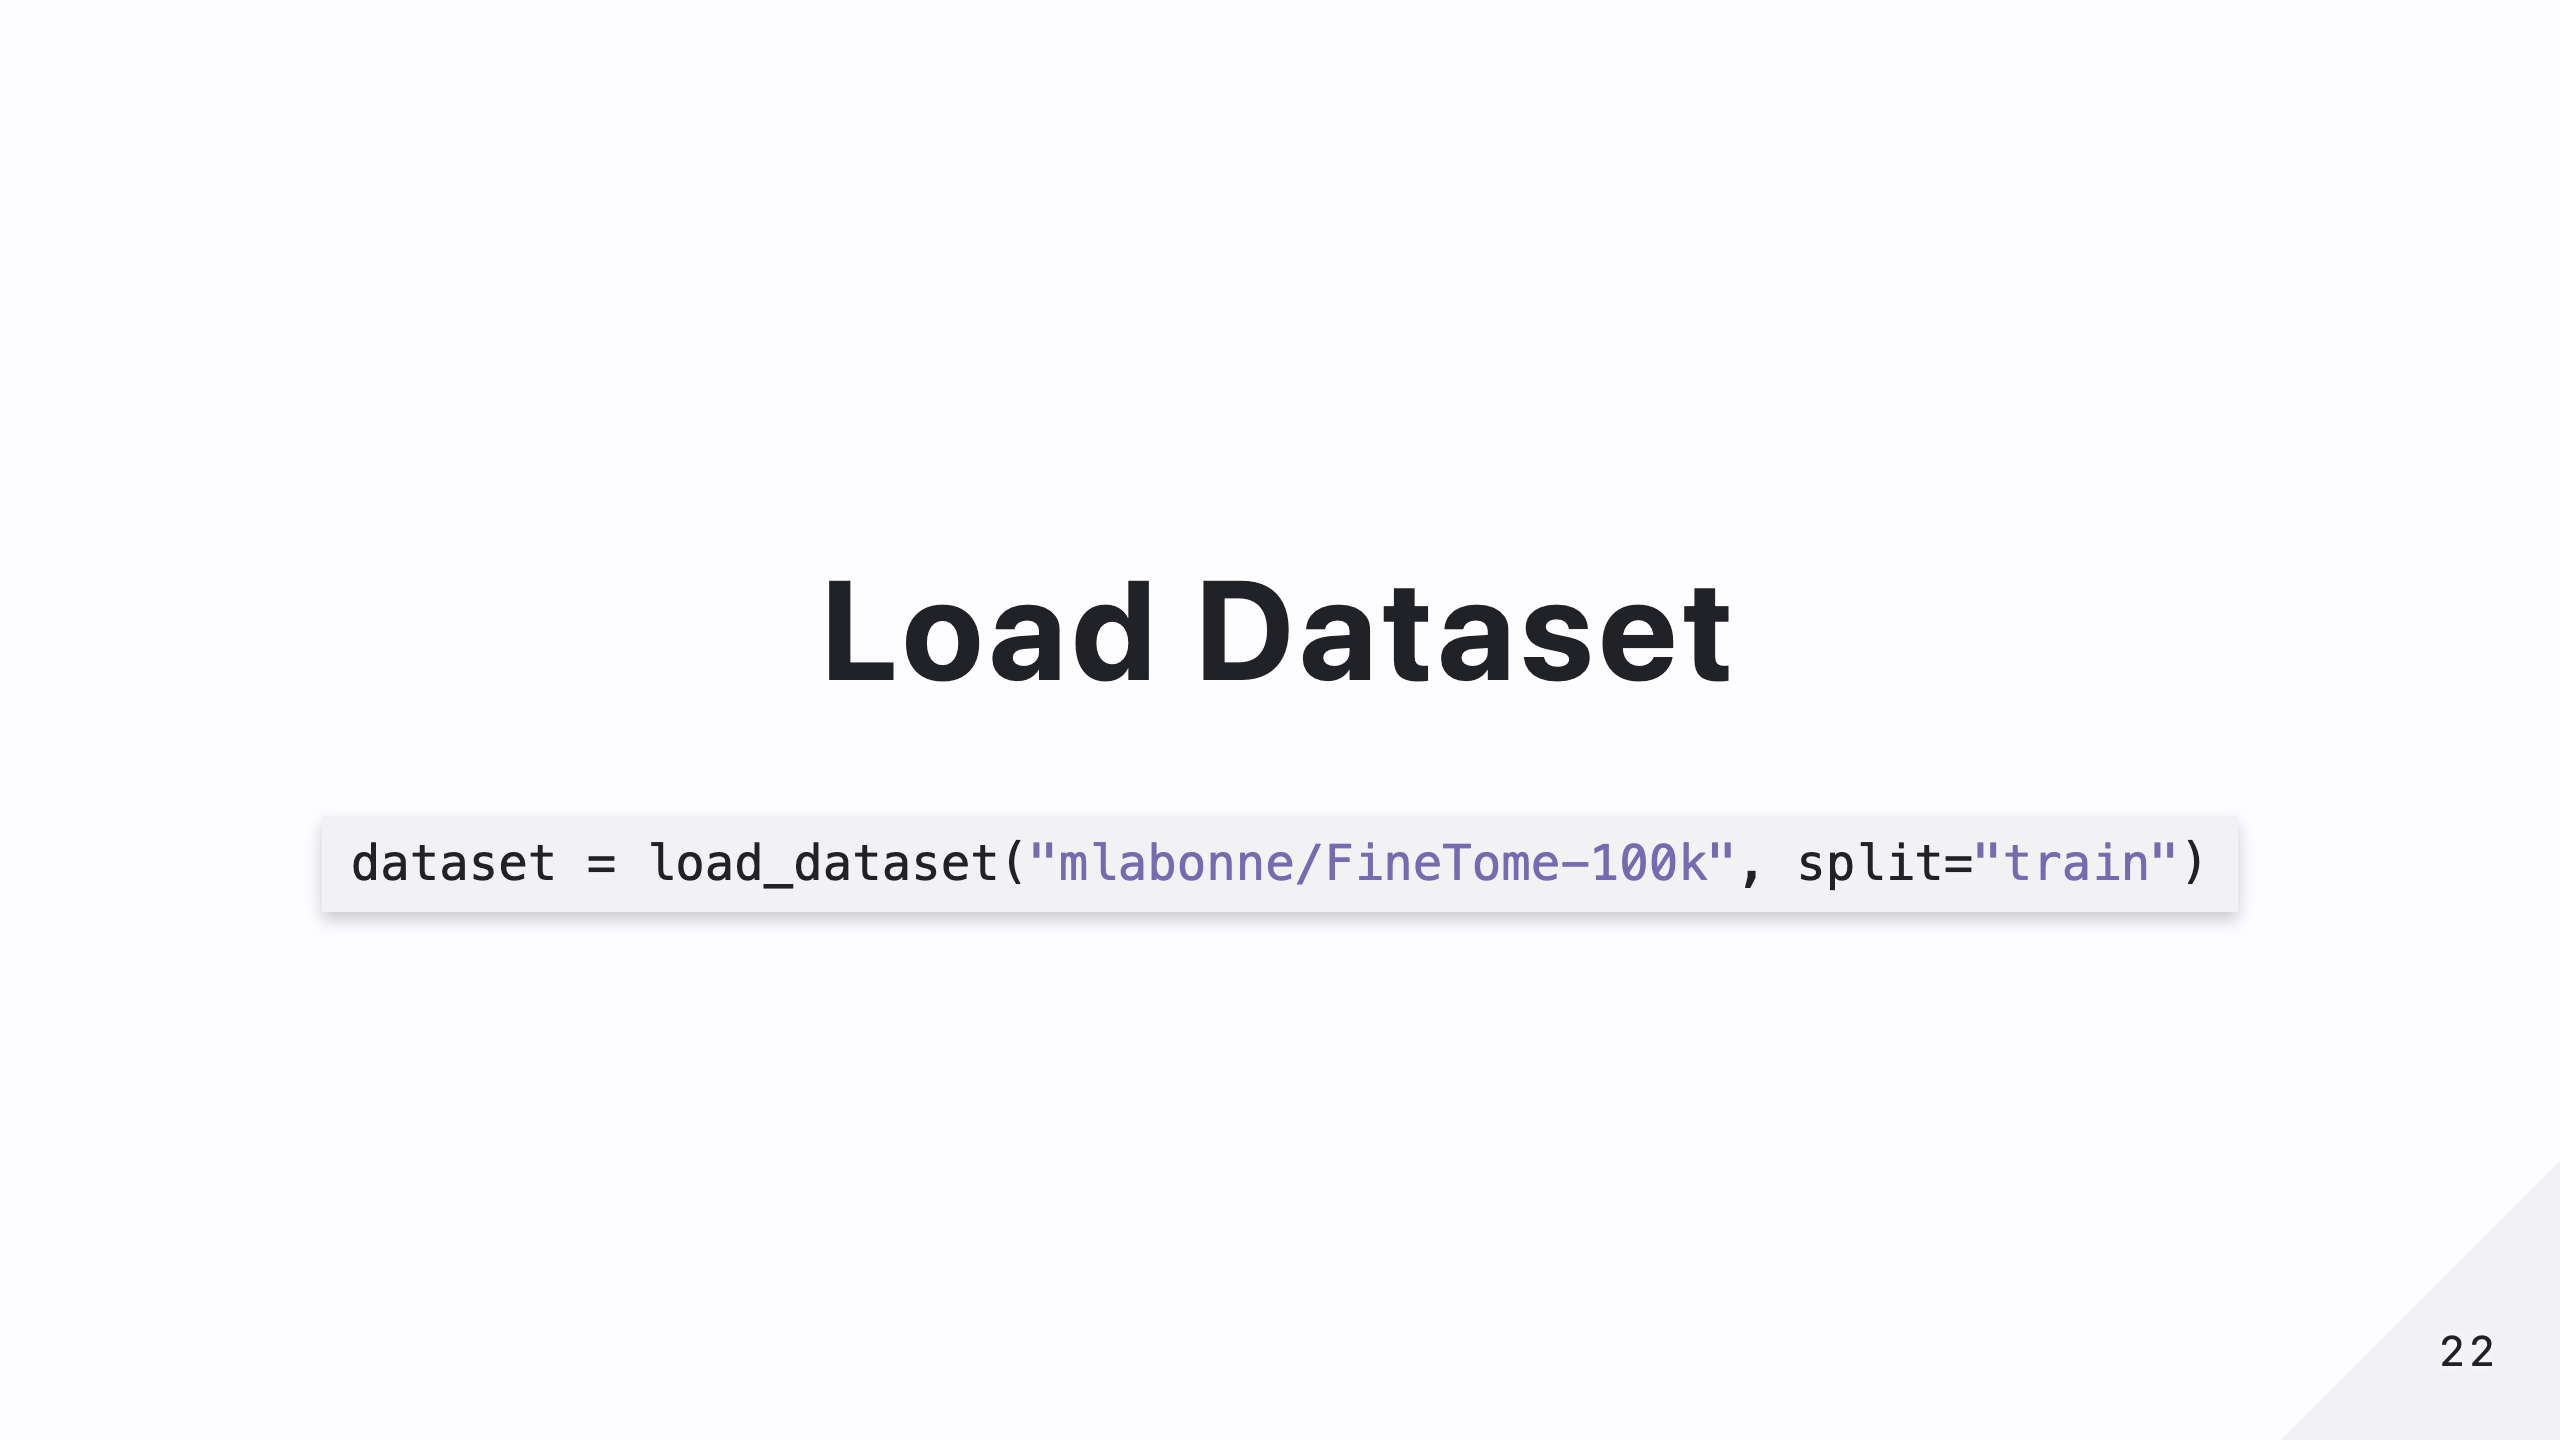 Load Dataset
dataset = load_dataset("mlabonne/FineTome-100k", split="train")
22